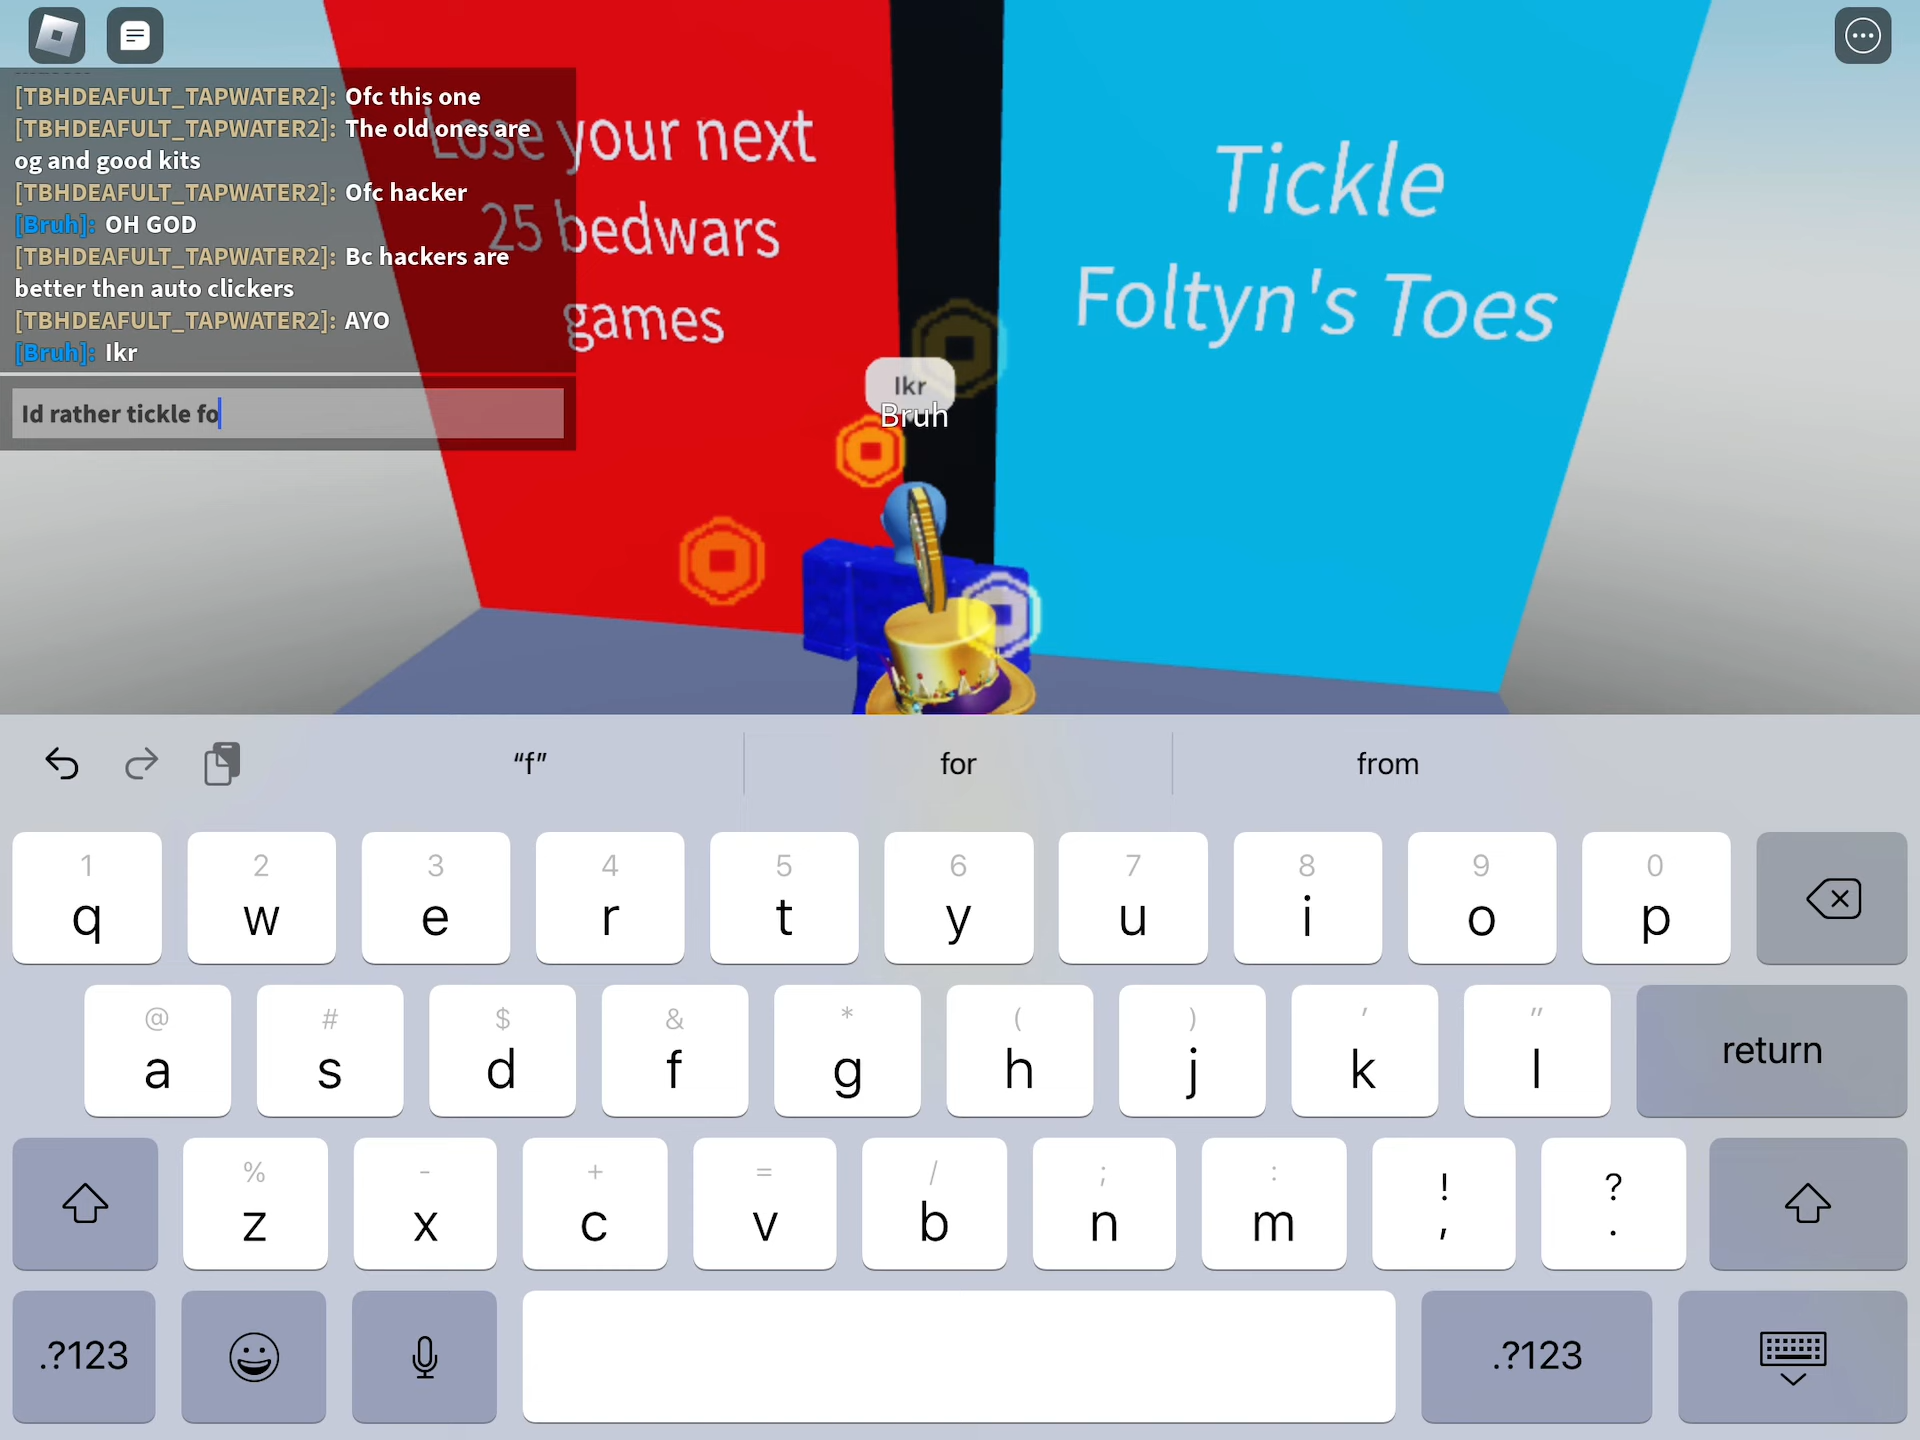 [TBHDEAFULT_TAPWATER2]: Ofc this one
[TBHDEAFULT_TAPWATER2]: The old ones are
og and good kits
[TBHDEAFULT_TAPWATER2]: Ofc hacker
[Bruh]: OH GOD
[TBHDEAFULT_TAPWATER2]: Bc hackers are
better then auto clickers
[TBHDEAFULT_TAPWATER2]: AYO
[Bruh]: Ikr
Id rather tickle fo
Lose your next
25 bedwars
games
Tickle
Foltyn's Toes
Ikr
Bruh
“f” for from
1 2 3 4 5 6 7 8 9 0
q w e r t y u i o p
@ # $ & * ( ) ' "
a s d f g h j k l return
% - + = / ; : ! ?
z x c v b n m , .
.?123 .?123